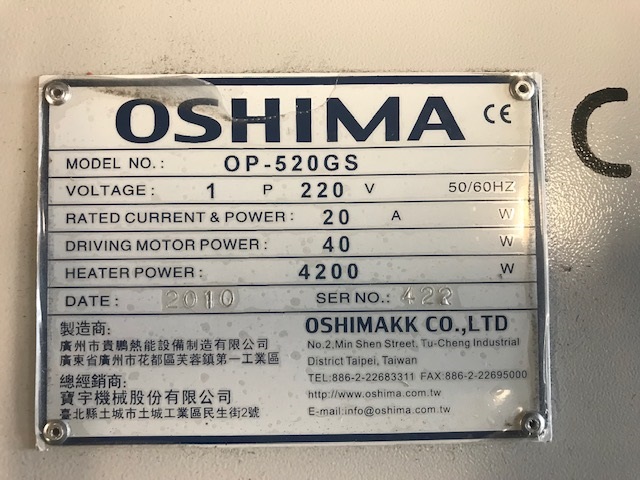 OSHIMA CE
MODEL NO.: OP-520GS
VOLTAGE: 1 P 220 V 50/60HZ
RATED CURRENT & POWER: 20 A W
DRIVING MOTOR POWER: 40 W
HEATER POWER: 4200 W
DATE: 2010 SER NO.: 422
製造商:
廣州市貴鵬熱能設備制造有限公司
廣東省廣州市花都區芙蓉鎮第一工業區
總經銷商:
寶宇機械股份有限公司
臺北縣土城市土城工業區民生街2號
OSHIMAKK CO.,LTD
No.2,Min Shen Street, Tu-Cheng Industrial
District Taipei, Taiwan
TEL:886-2-22683311 FAX:886-2-22695000
http://www.oshima.com.tw
E-mail:info@oshima.com.tw
C